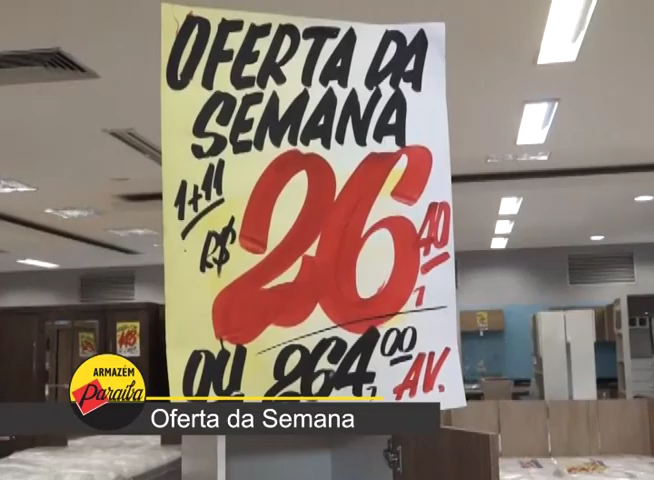 OFERTA DA
SEMANA
1+11
R$ 26,40
OU 264,00 AV.
ARMAZÉM
Paraíba
Oferta da Semana